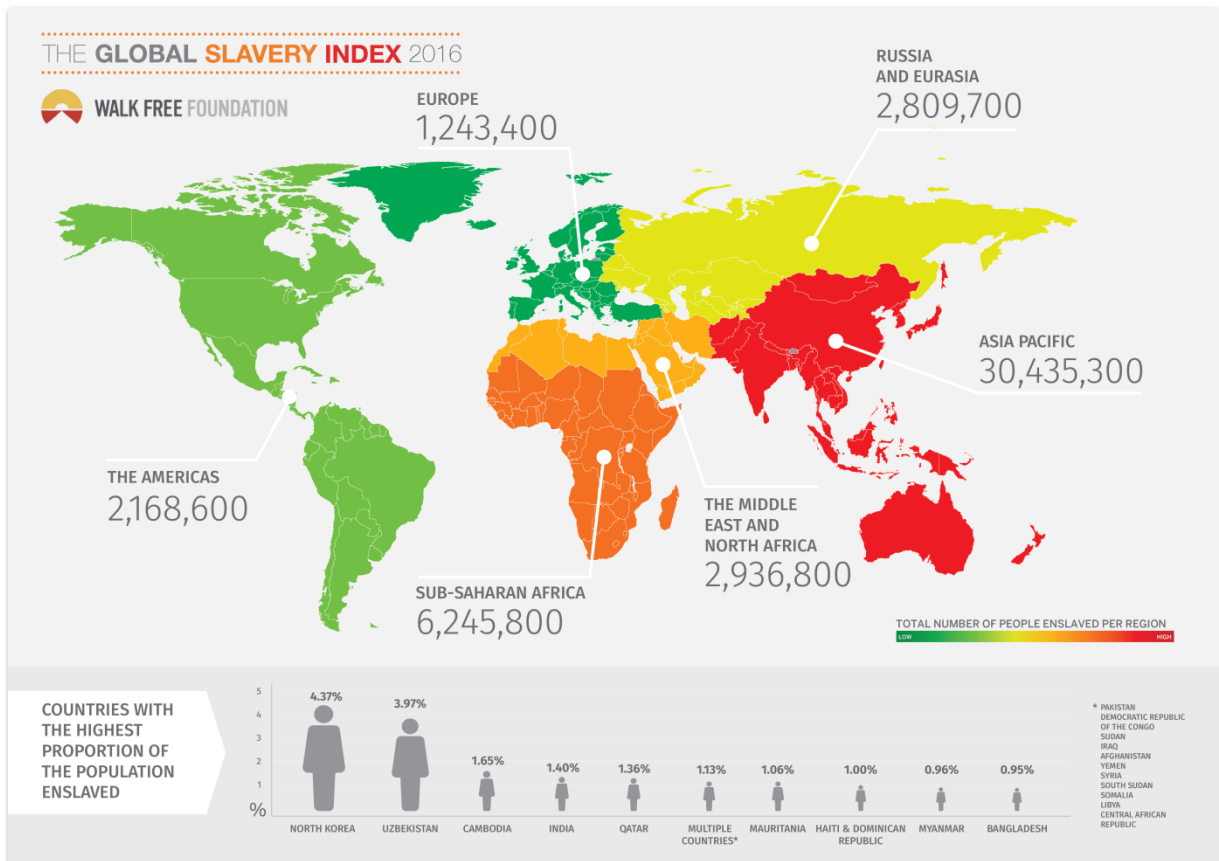 THE GLOBAL SLAVERY INDEX 2016
WALK FREE FOUNDATION
EUROPE
1,243,400
RUSSIA
AND EURASIA
2,809,700
ASIA PACIFIC
30,435,300
THE AMERICAS
2,168,600
SUB-SAHARAN AFRICA
6,245,800
THE MIDDLE
EAST AND
NORTH AFRICA
2,936,800
TOTAL NUMBER OF PEOPLE ENSLAVED PER REGION
LOW HIGH
COUNTRIES WITH
THE HIGHEST
PROPORTION OF
THE POPULATION
ENSLAVED
5
4
3
2
1
%
4.37%
3.97%
1.65%
1.40%
1.36%
1.13%
1.06%
1.00%
0.96%
0.95%
NORTH KOREA
UZBEKISTAN
CAMBODIA
INDIA
QATAR
MULTIPLE
COUNTRIES*
MAURITANIA
HAITI & DOMINICAN
REPUBLIC
MYANMAR
BANGLADESH
* PAKISTAN
DEMOCRATIC REPUBLIC
OF THE CONGO
SUDAN
IRAQ
AFGHANISTAN
YEMEN
SYRIA
SOUTH SUDAN
SOMALIA
LIBYA
CENTRAL AFRICAN
REPUBLIC